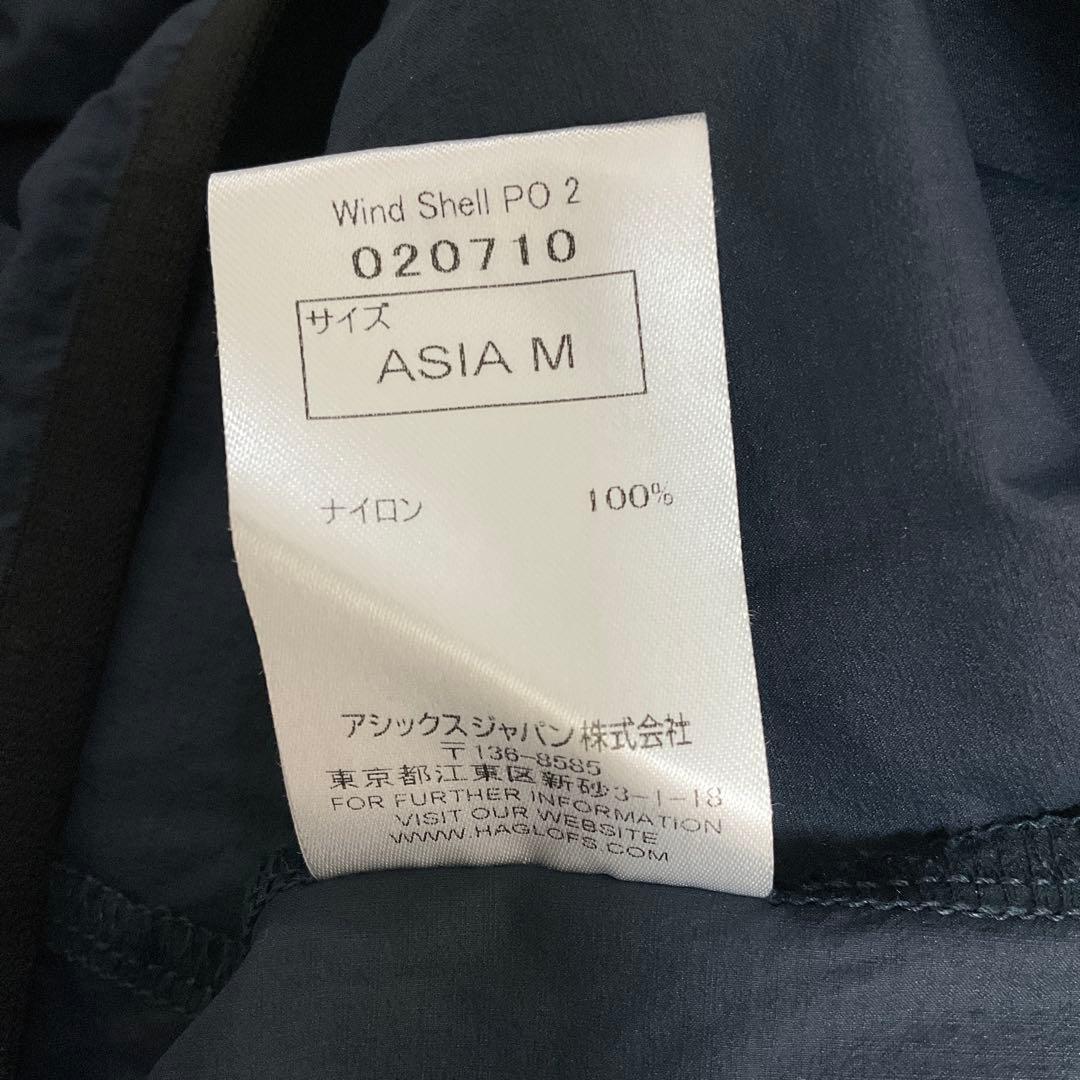 Wind Shell PO 2
020710
サイズ
ASIA M
ナイロン 100%
アシックスジャパン株式会社
〒136-8585
東京都江東区新砂3-1-18
FOR FURTHER INFORMATION
VISIT OUR WEBSITE
WWW.HAGLOFS.COM